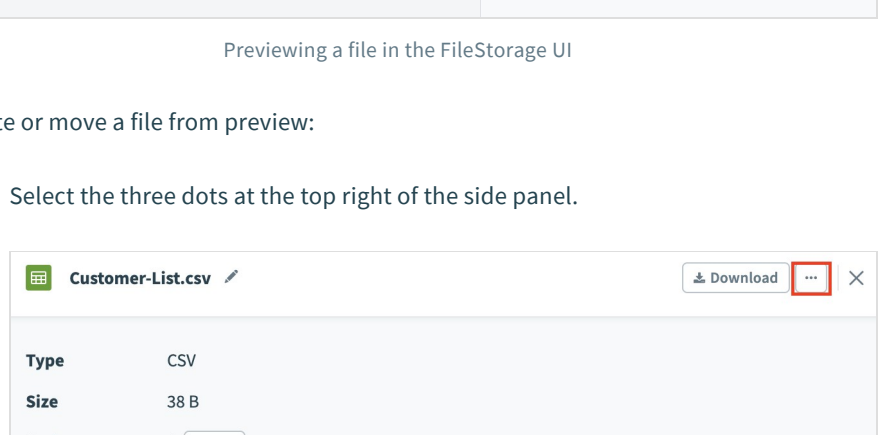 Previewing a file in the FileStorage UI
or move a file from preview:
Select the three dots at the top right of the side panel.
Customer-List.csv Download ...
Type CSV
Size 38 B